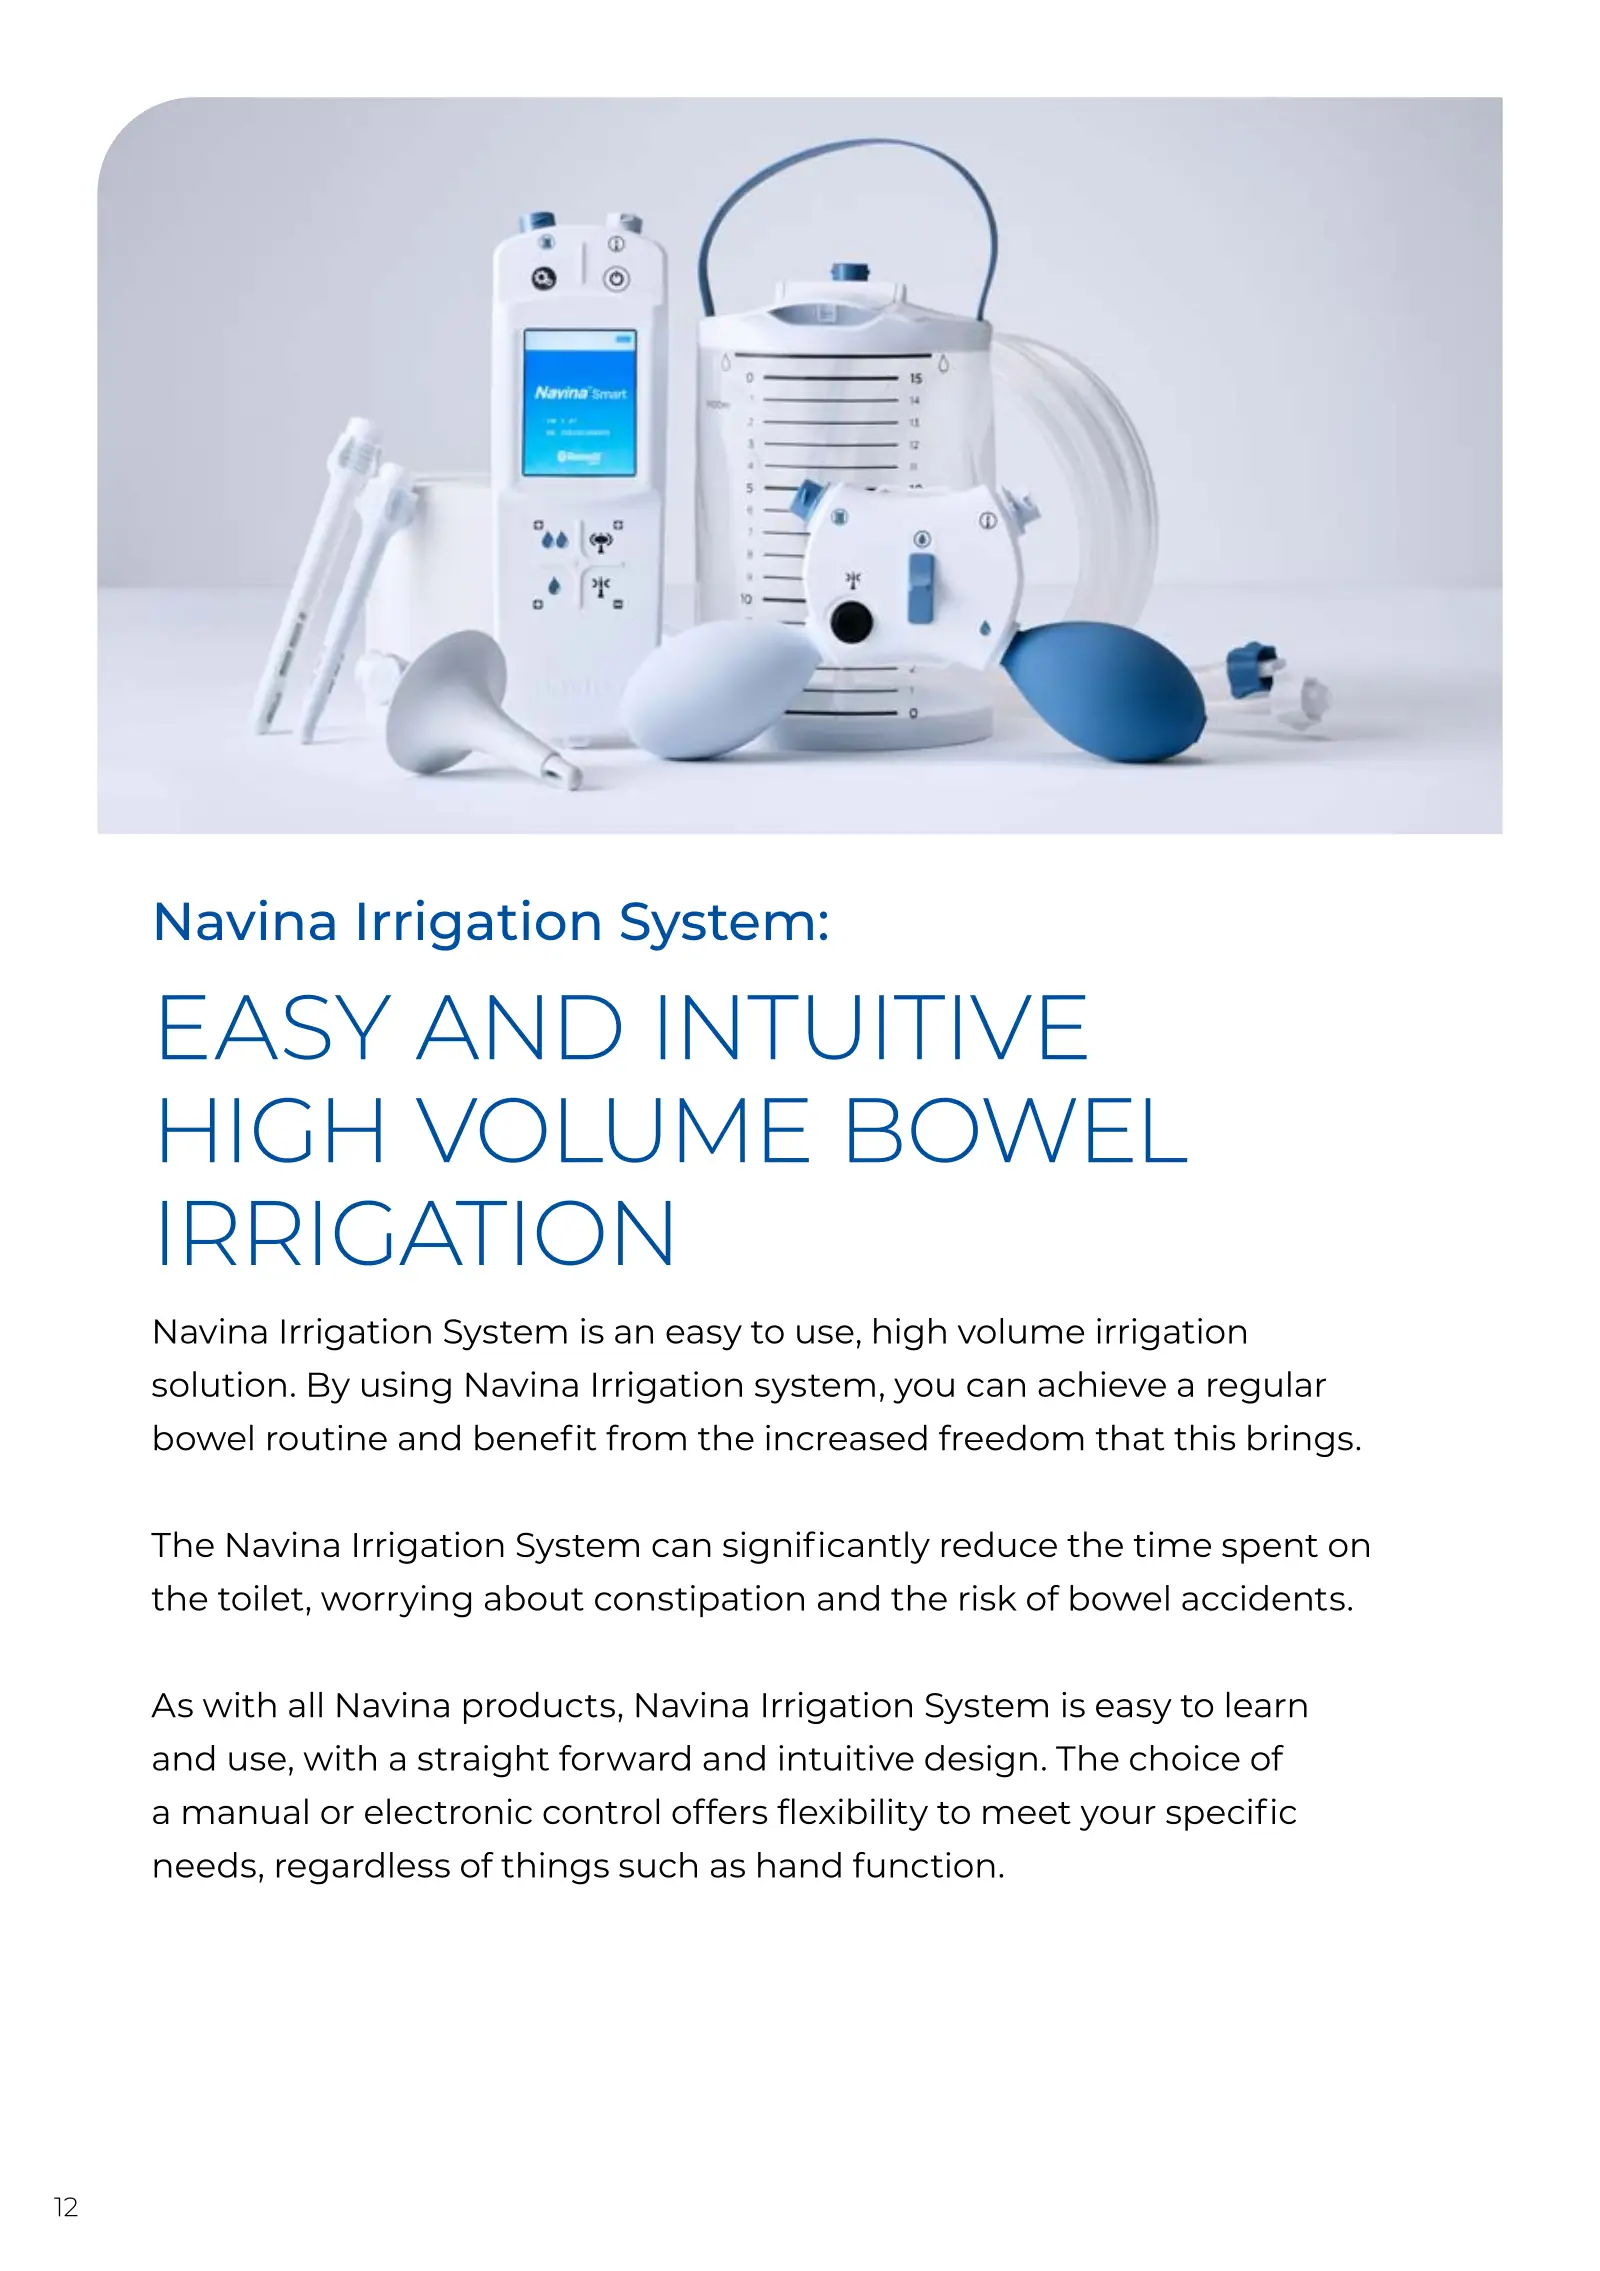 Navina Smart
0 15
1 14
2 13
3 12
4 11
5 10
6
7
8
9
10
2
1
0
Navina Irrigation System:
EASY AND INTUITIVE
HIGH VOLUME BOWEL
IRRIGATION
Navina Irrigation System is an easy to use, high volume irrigation
solution. By using Navina Irrigation system, you can achieve a regular
bowel routine and benefit from the increased freedom that this brings.
The Navina Irrigation System can significantly reduce the time spent on
the toilet, worrying about constipation and the risk of bowel accidents.
As with all Navina products, Navina Irrigation System is easy to learn
and use, with a straight forward and intuitive design. The choice of
a manual or electronic control offers flexibility to meet your specific
needs, regardless of things such as hand function.
12